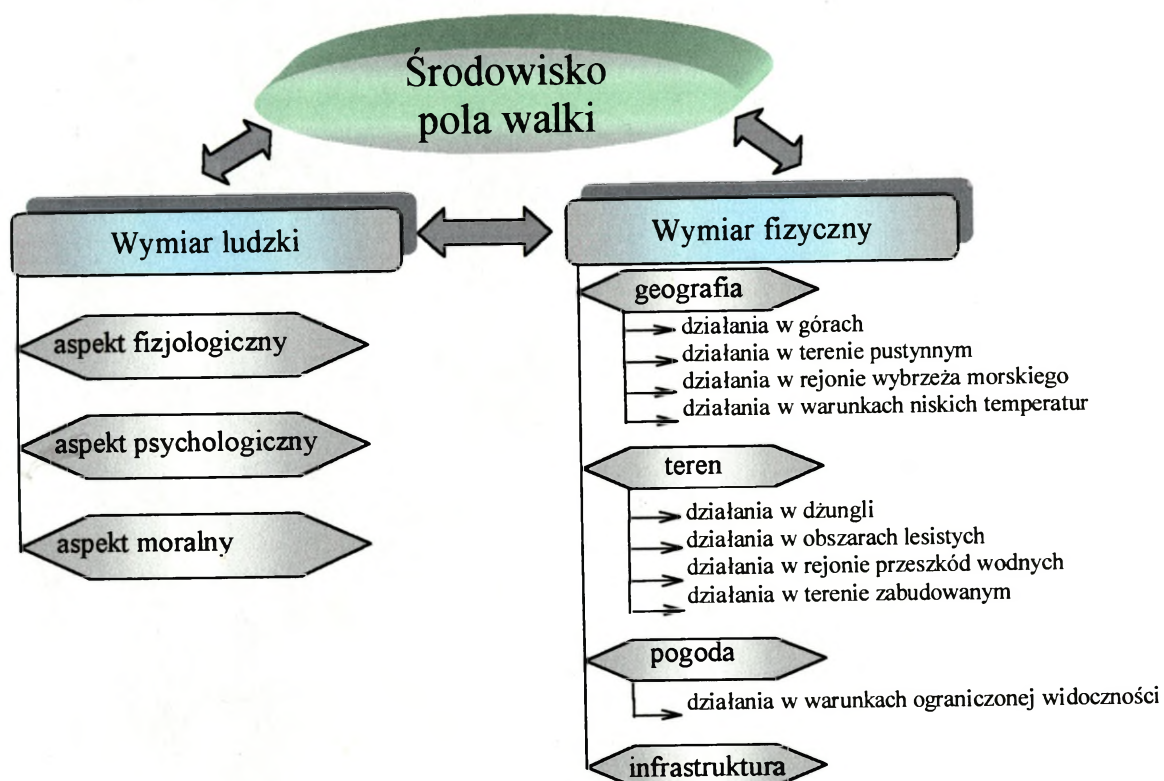 Środowisko
pola walki
Wymiar ludzki
aspekt fizjologiczny
aspekt psychologiczny
aspekt moralny
Wymiar fizyczny
geografia
działania w górach
działania w terenie pustynnym
działania w rejonie wybrzeża morskiego
działania w warunkach niskich temperatur
teren
działania w dżungli
działania w obszarach lesistych
działania w rejonie przeszkód wodnych
działania w terenie zabudowanym
pogoda
działania w warunkach ograniczonej widoczności
infrastruktura